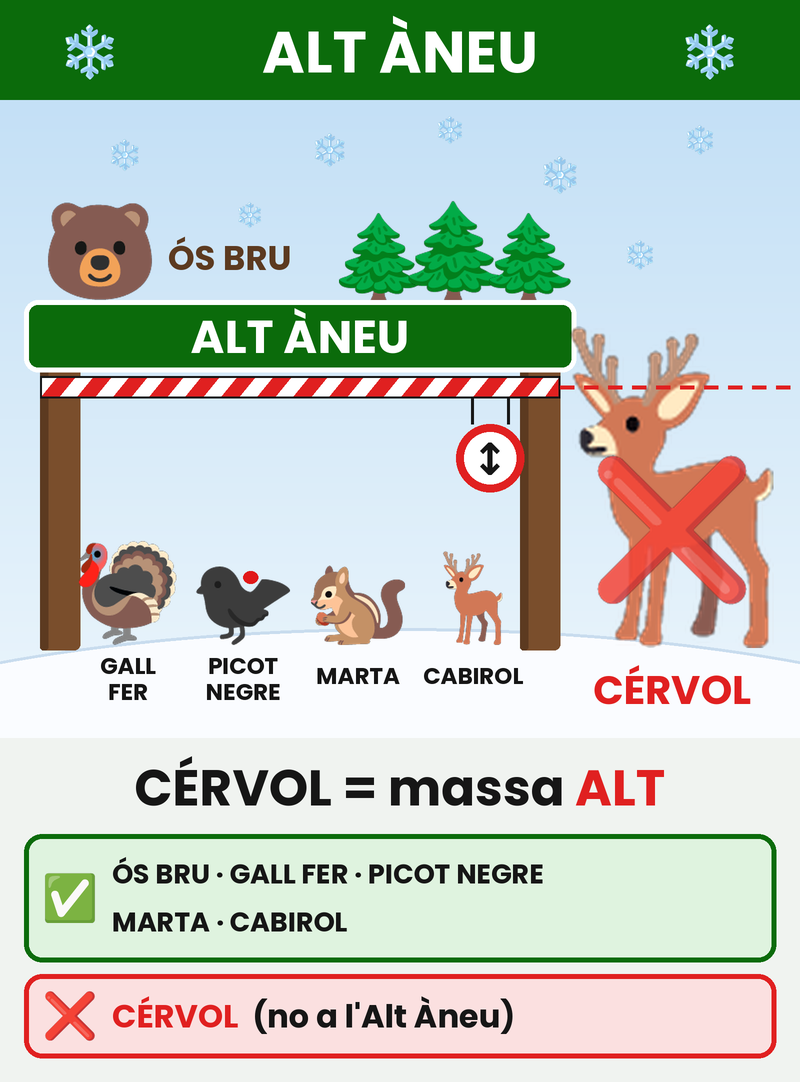 ALT ÀNEU
ÓS BRU
ALT ÀNEU
GALL
FER
PICOT
NEGRE
MARTA
CABIROL
CÉRVOL
CÉRVOL = massa ALT
ÓS BRU · GALL FER · PICOT NEGRE
MARTA · CABIROL
CÉRVOL (no a l'Alt Àneu)